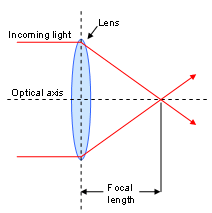 Lens
Incoming light
Optical axis
Focal
length